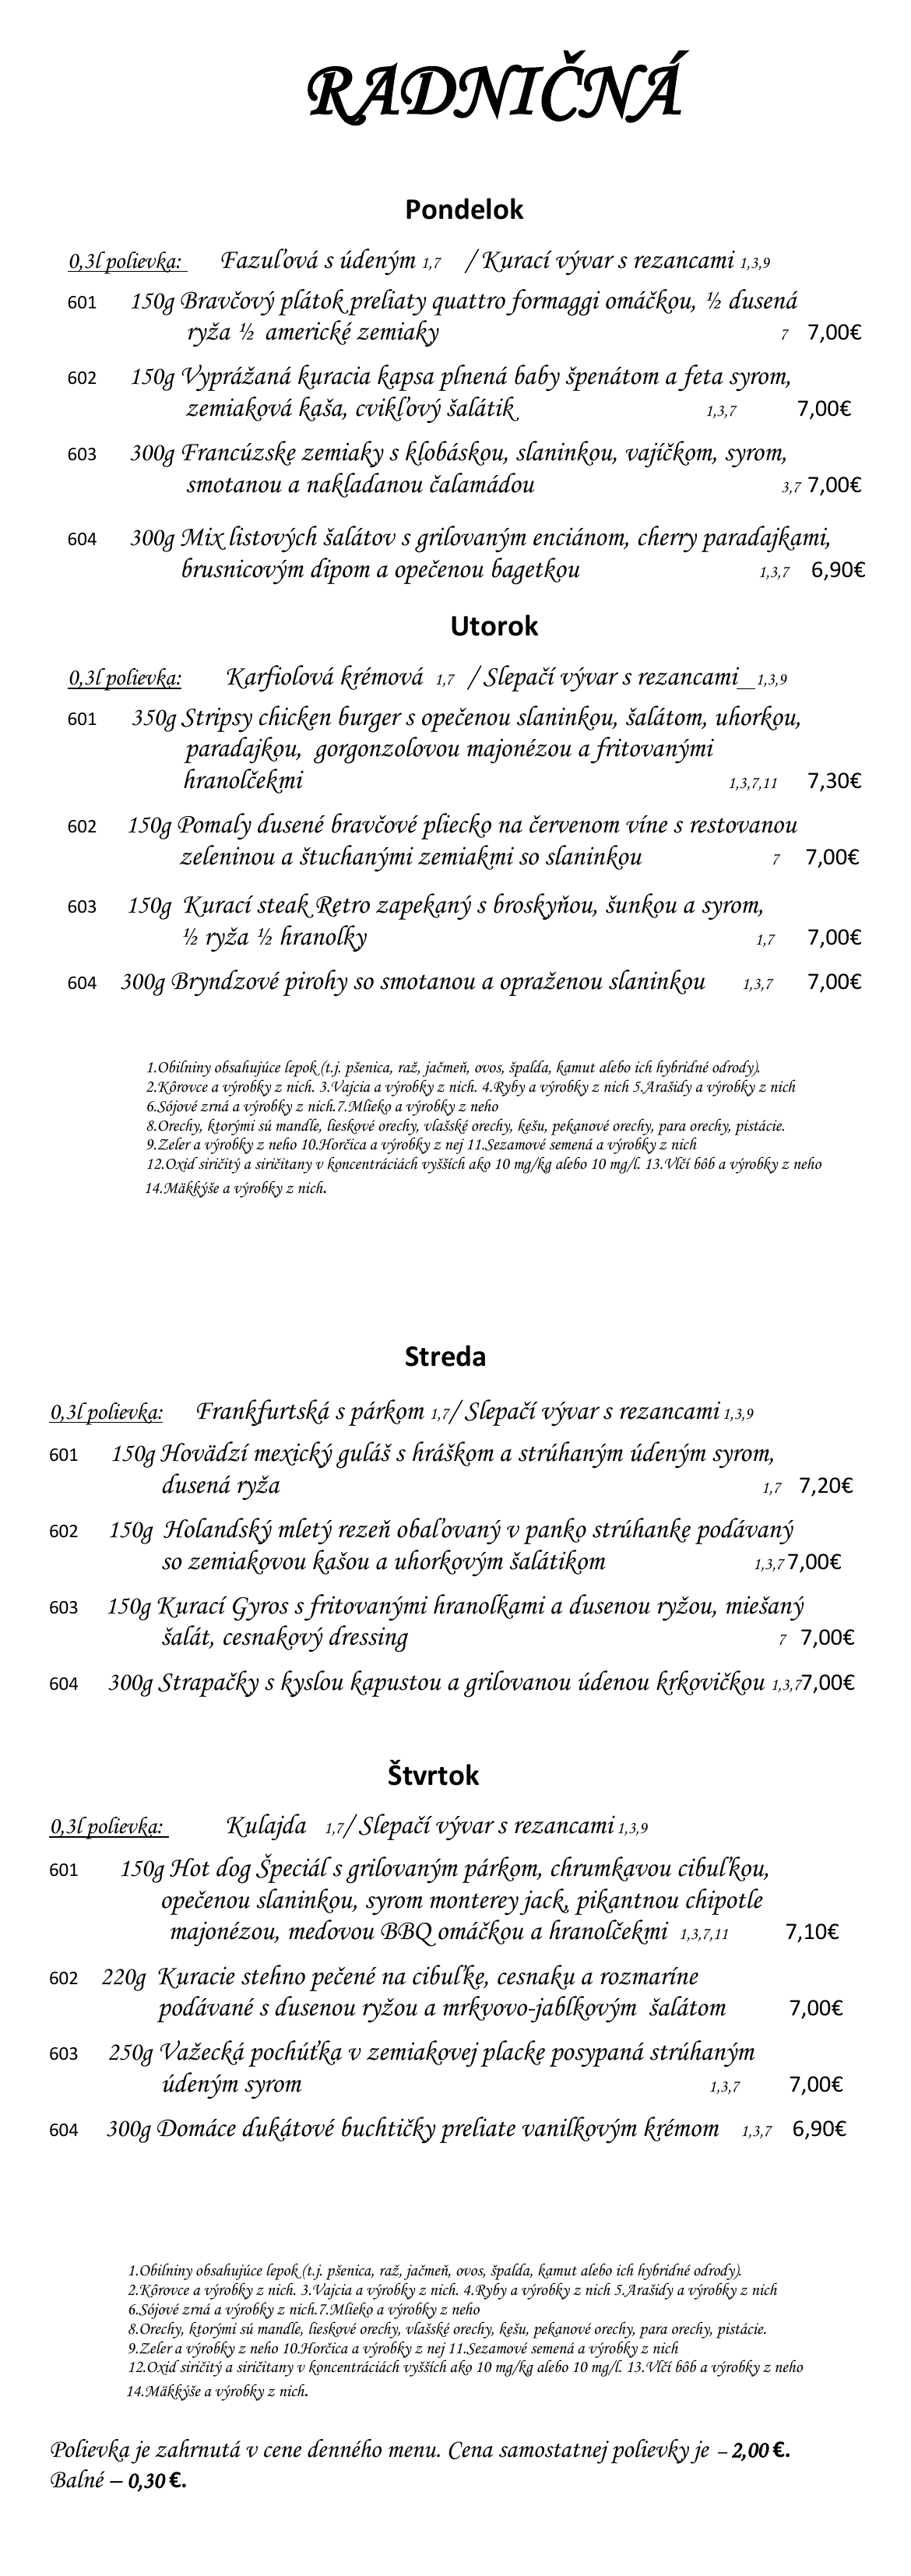 RADNIČNÁ
Pondelok
0,3l polievka: Fazuľová s údeným 1,7 / Kurací vývar s rezancami 1,3,9
601 150g Bravčový plátok preliaty quattro formaggi omáčkou, ½ dusená
ryža ½ americké zemiaky 7 7,00€
602 150g Vyprážaná kuracia kapsa plnená baby špenátom a feta syrom,
zemiaková kaša, cvikľový šalátik 1,3,7 7,00€
603 300g Francúzske zemiaky s klobáskou, slaninkou, vajíčkom, syrom,
smotanou a nakladanou čalamádou 3,7 7,00€
604 300g Mix listových šalátov s grilovaným enciánom, cherry paradajkami,
brusnicovým dipom a opečenou bagetkou 1,3,7 6,90€
Utorok
0,3l polievka: Karfiolová krémová 1,7 / Slepačí vývar s rezancami__1,3,9
601 350g Stripsy chicken burger s opečenou slaninkou, šalátom, uhorkou,
paradajkou, gorgonzolovou majonézou a fritovanými
hranolčekmi 1,3,7,11 7,30€
602 150g Pomaly dusené bravčové pliecko na červenom víne s restovanou
zeleninou a štuchanými zemiakmi so slaninkou 7 7,00€
603 150g Kurací steak Retro zapekaný s broskyňou, šunkou a syrom,
½ ryža ½ hranolky 1,7 7,00€
604 300g Bryndzové pirohy so smotanou a opraženou slaninkou 1,3,7 7,00€
1.Obilniny obsahujúce lepok (t.j. pšenica, raž, jačmeň, ovos, špalda, kamut alebo ich hybridné odrody).
2.Kôrovce a výrobky z nich. 3.Vajcia a výrobky z nich. 4.Ryby a výrobky z nich 5.Arašidy a výrobky z nich
6.Sójové zrná a výrobky z nich.7.Mlieko a výrobky z neho
8.Orechy, ktorými sú mandle, lieskové orechy, vlašské orechy, kešu, pekanové orechy, para orechy, pistácie.
9.Zeler a výrobky z neho 10.Horčica a výrobky z nej 11.Sezamové semená a výrobky z nich
12.Oxid siričitý a siričitany v koncentráciách vyšších ako 10 mg/kg alebo 10 mg/l. 13.Vlčí bôb a výrobky z neho
14.Mäkkýše a výrobky z nich.
Streda
0,3l polievka: Frankfurtská s párkom 1,7/ Slepačí vývar s rezancami 1,3,9
601 150g Hovädzí mexický guláš s hráškom a strúhaným údeným syrom,
dusená ryža 1,7 7,20€
602 150g Holandský mletý rezeň obaľovaný v panko strúhanke podávaný
so zemiakovou kašou a uhorkovým šalátikom 1,3,7 7,00€
603 150g Kurací Gyros s fritovanými hranolkami a dusenou ryžou, miešaný
šalát, cesnakový dressing 7 7,00€
604 300g Strapačky s kyslou kapustou a grilovanou údenou krkovičkou 1,3,77,00€
Štvrtok
0,3l polievka: Kulajda 1,7/ Slepačí vývar s rezancami 1,3,9
601 150g Hot dog Špeciál s grilovaným párkom, chrumkavou cibuľkou,
opečenou slaninkou, syrom monterey jack, pikantnou chipotle
majonézou, medovou BBQ omáčkou a hranolčekmi 1,3,7,11 7,10€
602 220g Kuracie stehno pečené na cibuľke, cesnaku a rozmaríne
podávané s dusenou ryžou a mrkvovo-jablkovým šalátom 7,00€
603 250g Važecká pochúťka v zemiakovej placke posypaná strúhaným
údeným syrom 1,3,7 7,00€
604 300g Domáce dukátové buchtičky preliate vanilkovým krémom 1,3,7 6,90€
1.Obilniny obsahujúce lepok (t.j. pšenica, raž, jačmeň, ovos, špalda, kamut alebo ich hybridné odrody).
2.Kôrovce a výrobky z nich. 3.Vajcia a výrobky z nich. 4.Ryby a výrobky z nich 5.Arašidy a výrobky z nich
6.Sójové zrná a výrobky z nich.7.Mlieko a výrobky z neho
8.Orechy, ktorými sú mandle, lieskové orechy, vlašské orechy, kešu, pekanové orechy, para orechy, pistácie.
9.Zeler a výrobky z neho 10.Horčica a výrobky z nej 11.Sezamové semená a výrobky z nich
12.Oxid siričitý a siričitany v koncentráciách vyšších ako 10 mg/kg alebo 10 mg/l. 13.Vlčí bôb a výrobky z neho
14.Mäkkýše a výrobky z nich.
Polievka je zahrnutá v cene denného menu. Cena samostatnej polievky je – 2,00 €.
Balné – 0,30 €.